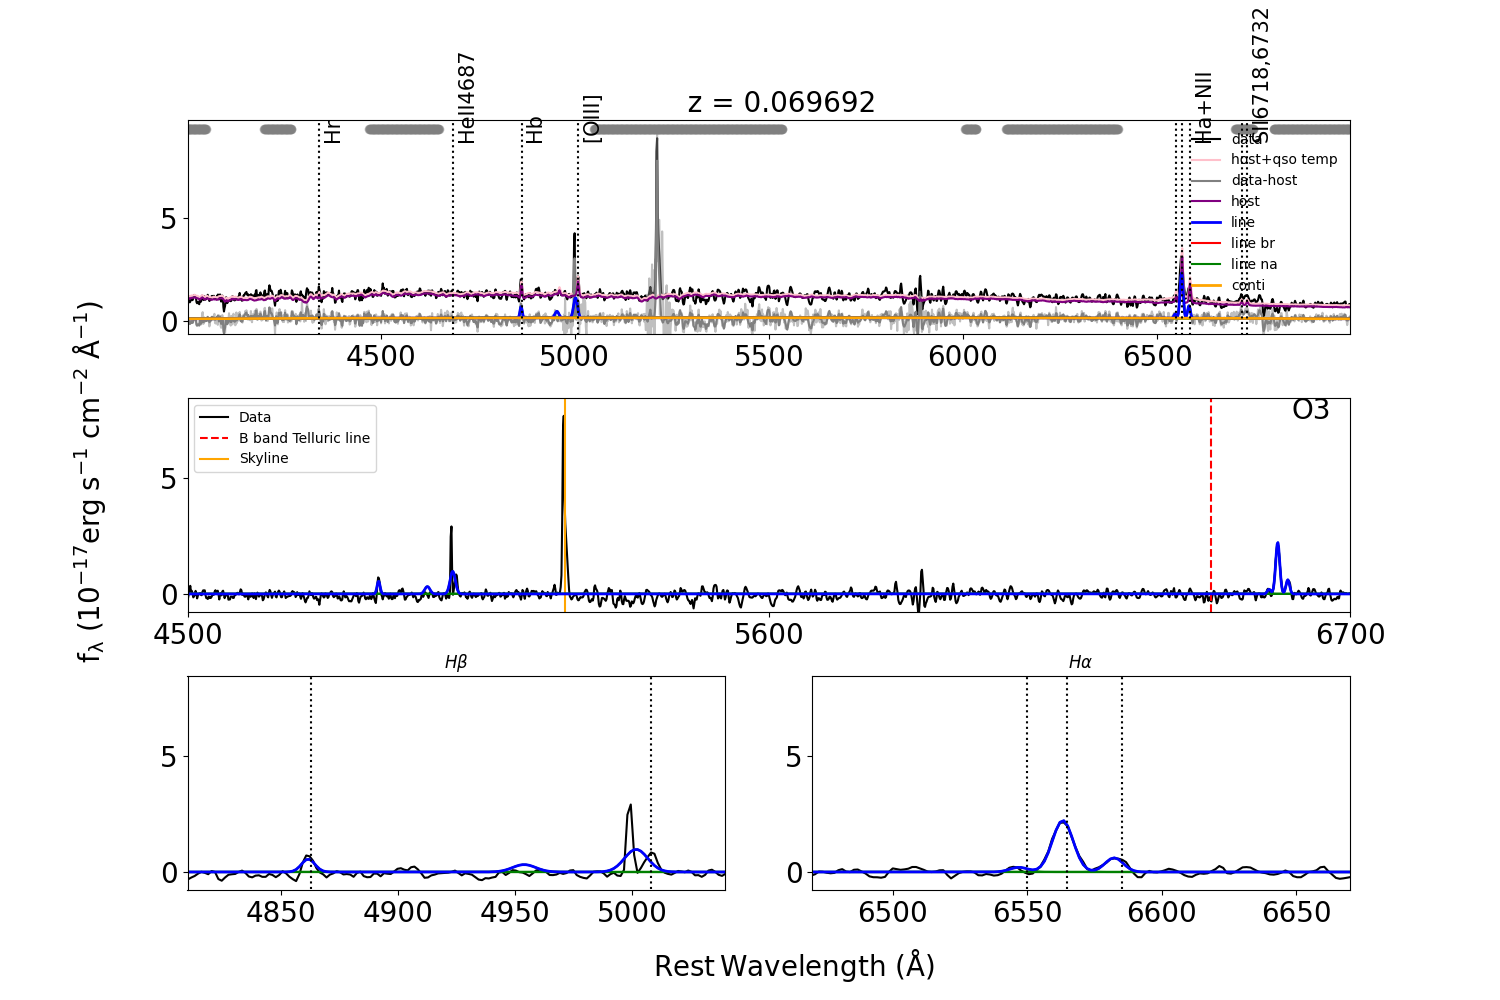 z = 0.069692
Hr
HeII4687
Hb
[OIII]
Ha+NII
SII6718,6732
data
host+qso temp
data-host
host
line
line br
line na
conti
5
0
4500 5000 5500 6000 6500
fλ (10⁻¹⁷erg s⁻¹ cm⁻² Å⁻¹)
Data
B band Telluric line
Skyline
O3
5
0
4500 5600 6700
Hβ
5
0
4850 4900 4950 5000
Hα
5
0
6500 6550 6600 6650
Rest Wavelength (Å)